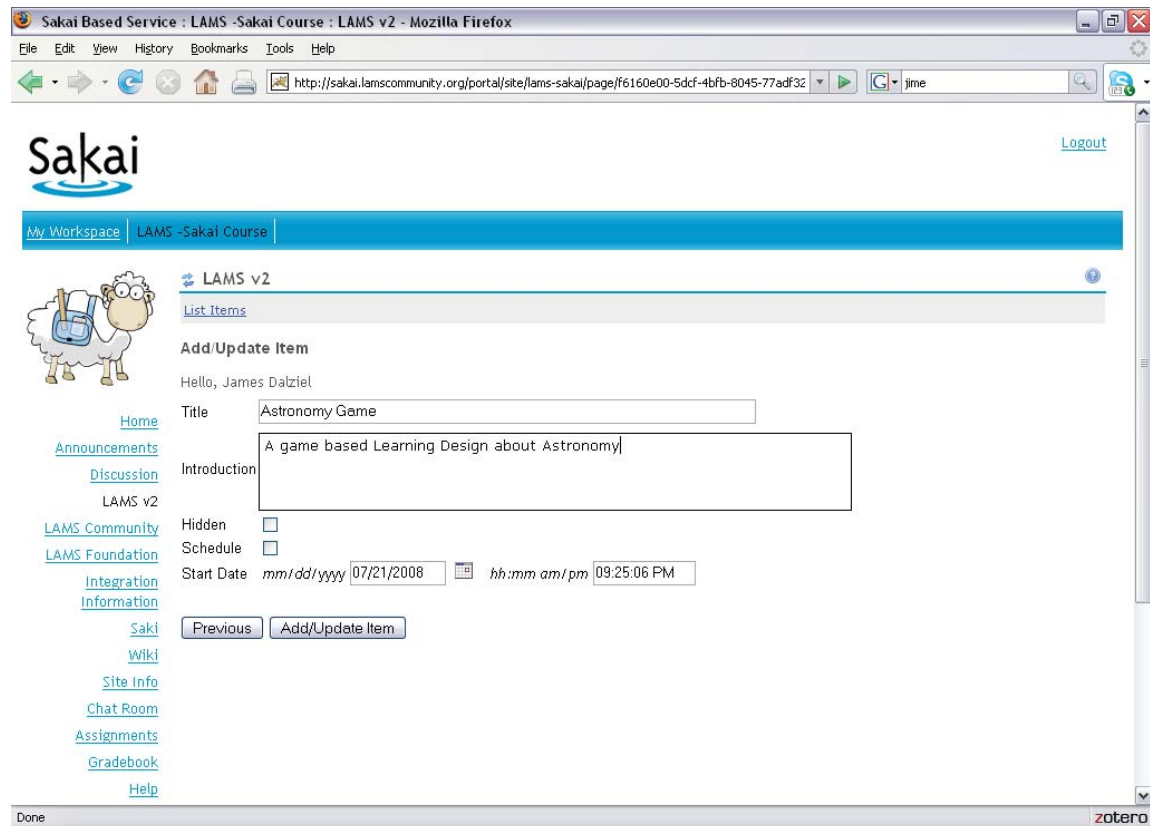 Sakai Based Service : LAMS -Sakai Course : LAMS v2 - Mozilla Firefox
File Edit View History Bookmarks Tools Help
http://sakai.lamscommunity.org/portal/site/lams-sakai/page/f6160e00-5dcf-4bfb-8045-77adf32 G jime
Sakai
Logout
My Workspace LAMS -Sakai Course
LAMS v2
List Items
Add/Update Item
Hello, James Dalziel
Title Astronomy Game
Introduction A game based Learning Design about Astronomy
Hidden
Schedule
Start Date mm/dd/yyyy 07/21/2008 hh:mm am/pm 09:25:06 PM
Previous Add/Update Item
Home
Announcements
Discussion
LAMS v2
LAMS Community
LAMS Foundation
Integration
Information
Saki
Wiki
Site Info
Chat Room
Assignments
Gradebook
Help
Done
zotero